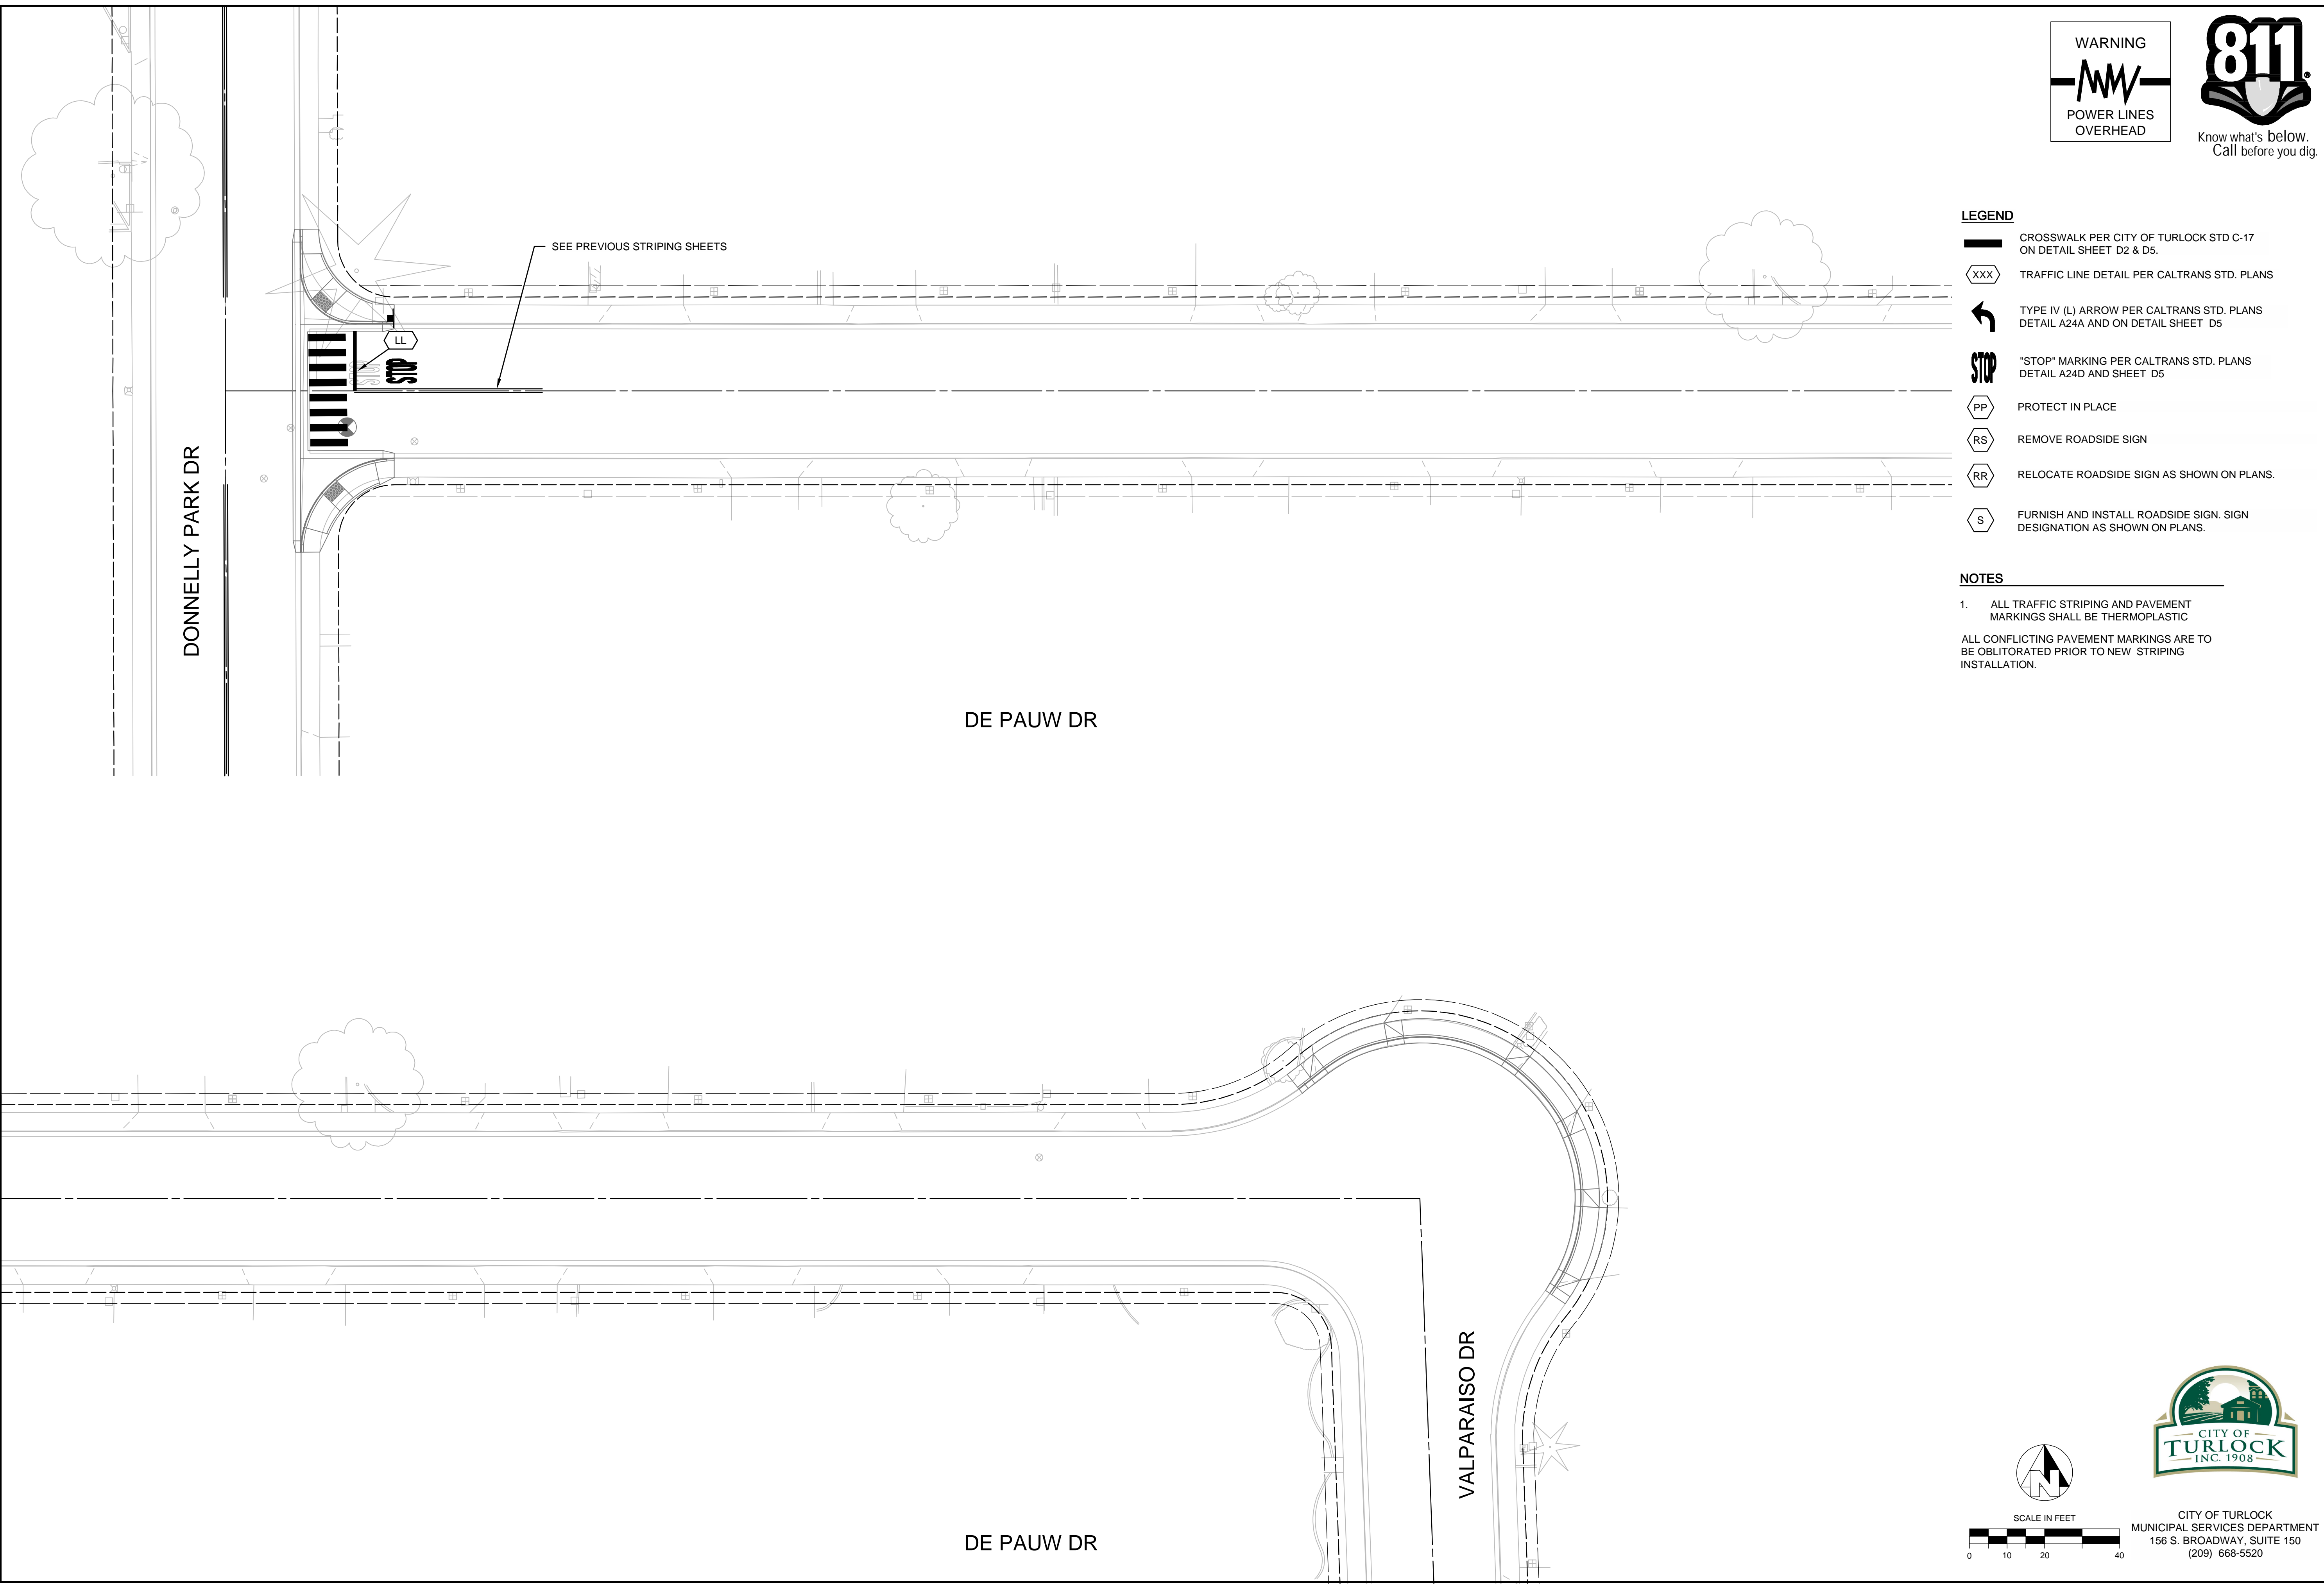 WARNING
POWER LINES
OVERHEAD
811®
Know what's below.
Call before you dig.
LEGEND
CROSSWALK PER CITY OF TURLOCK STD C-17
ON DETAIL SHEET D2 & D5.
XXX
TRAFFIC LINE DETAIL PER CALTRANS STD. PLANS
TYPE IV (L) ARROW PER CALTRANS STD. PLANS
DETAIL A24A AND ON DETAIL SHEET D5
STOP
"STOP" MARKING PER CALTRANS STD. PLANS
DETAIL A24D AND SHEET D5
PP
PROTECT IN PLACE
RS
REMOVE ROADSIDE SIGN
RR
RELOCATE ROADSIDE SIGN AS SHOWN ON PLANS.
S
FURNISH AND INSTALL ROADSIDE SIGN. SIGN
DESIGNATION AS SHOWN ON PLANS.
NOTES
1. ALL TRAFFIC STRIPING AND PAVEMENT
MARKINGS SHALL BE THERMOPLASTIC
ALL CONFLICTING PAVEMENT MARKINGS ARE TO
BE OBLITORATED PRIOR TO NEW STRIPING
INSTALLATION.
SEE PREVIOUS STRIPING SHEETS
LL
STOP
STOP
DONNELLY PARK DR
DE PAUW DR
VALPARAISO DR
DE PAUW DR
N
SCALE IN FEET
0 10 20 40
CITY OF
TURLOCK
INC. 1908
CITY OF TURLOCK
MUNICIPAL SERVICES DEPARTMENT
156 S. BROADWAY, SUITE 150
(209) 668-5520